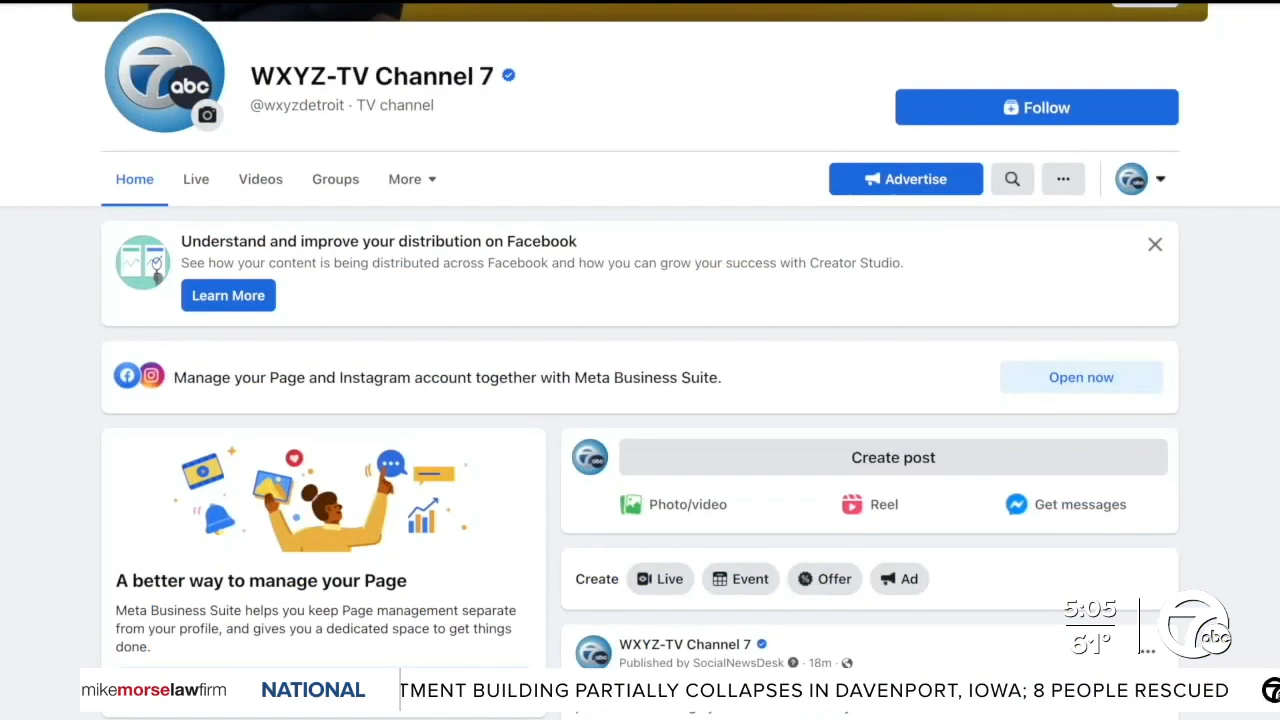 7
abc
WXYZ-TV Channel 7
@wxyzdetroit · TV channel
Follow
Home Live Videos Groups More
Advertise
Understand and improve your distribution on Facebook
See how your content is being distributed across Facebook and how you can grow your success with Creator Studio.
Learn More
Manage your Page and Instagram account together with Meta Business Suite.
Open now
Create post
Photo/video Reel Get messages
A better way to manage your Page
Meta Business Suite helps you keep Page management separate
from your profile, and gives you a dedicated space to get things
done.
Create Live Event Offer Ad
WXYZ-TV Channel 7
Published by SocialNewsDesk · 18m ·
5:05
61°
7
abc
mikemorselawfirm
NATIONAL
TMENT BUILDING PARTIALLY COLLAPSES IN DAVENPORT, IOWA; 8 PEOPLE RESCUED